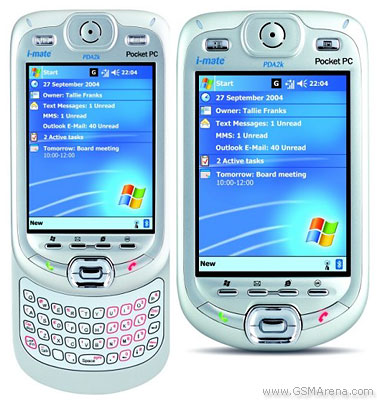 i-mate
PDA2k
Pocket PC
Start
G
22:04
27 September 2004
Owner: Tallie Franks
Text Messages: 1 Unread
MMS: 1 Unread
Outlook E-Mail: 40 Unread
2 Active tasks
Tomorrow: Board meeting
10:00-12:00
New
Space
i-mate
PDA2k
Pocket PC
Start
G
22:04
27 September 2004
Owner: Tallie Franks
Text Messages: 1 Unread
MMS: 1 Unread
Outlook E-Mail: 40 Unread
2 Active tasks
Tomorrow: Board meeting
10:00-12:00
New
www.GSMArena.com